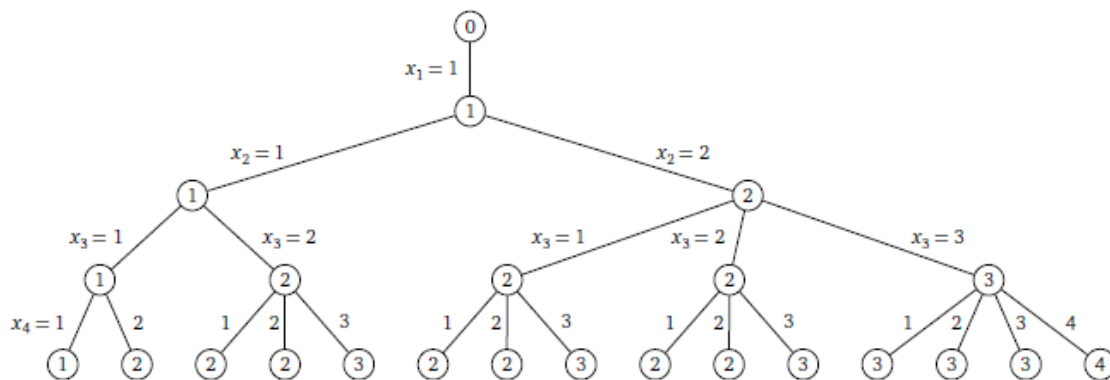 0
x₁ = 1
1
x₂ = 1 x₂ = 2
1 2
x₃ = 1 x₃ = 2 x₃ = 1 x₃ = 2 x₃ = 3
1 2 2 2 3
x₄ = 1 2 1 2 3 1 2 3 1 2 3 1 2 3 4
1 2 2 2 3 2 2 3 2 2 3 3 3 3 4